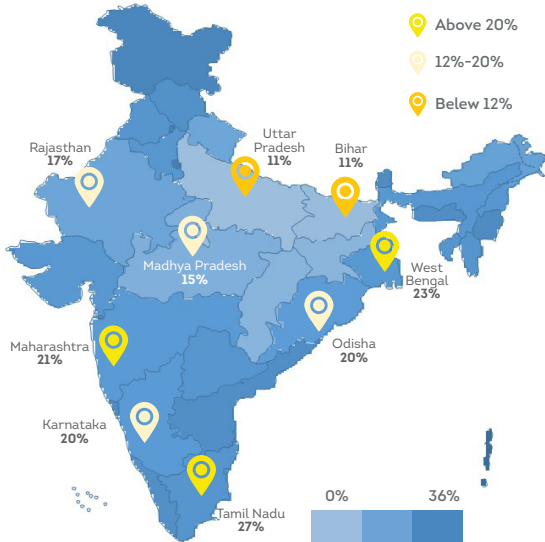 Above 20%
12%-20%
Belew 12%
Uttar
Pradesh
11%
Bihar
11%
Rajasthan
17%
Madhya Pradesh
15%
West
Bengal
23%
Maharashtra
21%
Odisha
20%
Karnataka
20%
Tamil Nadu
27%
0%
36%